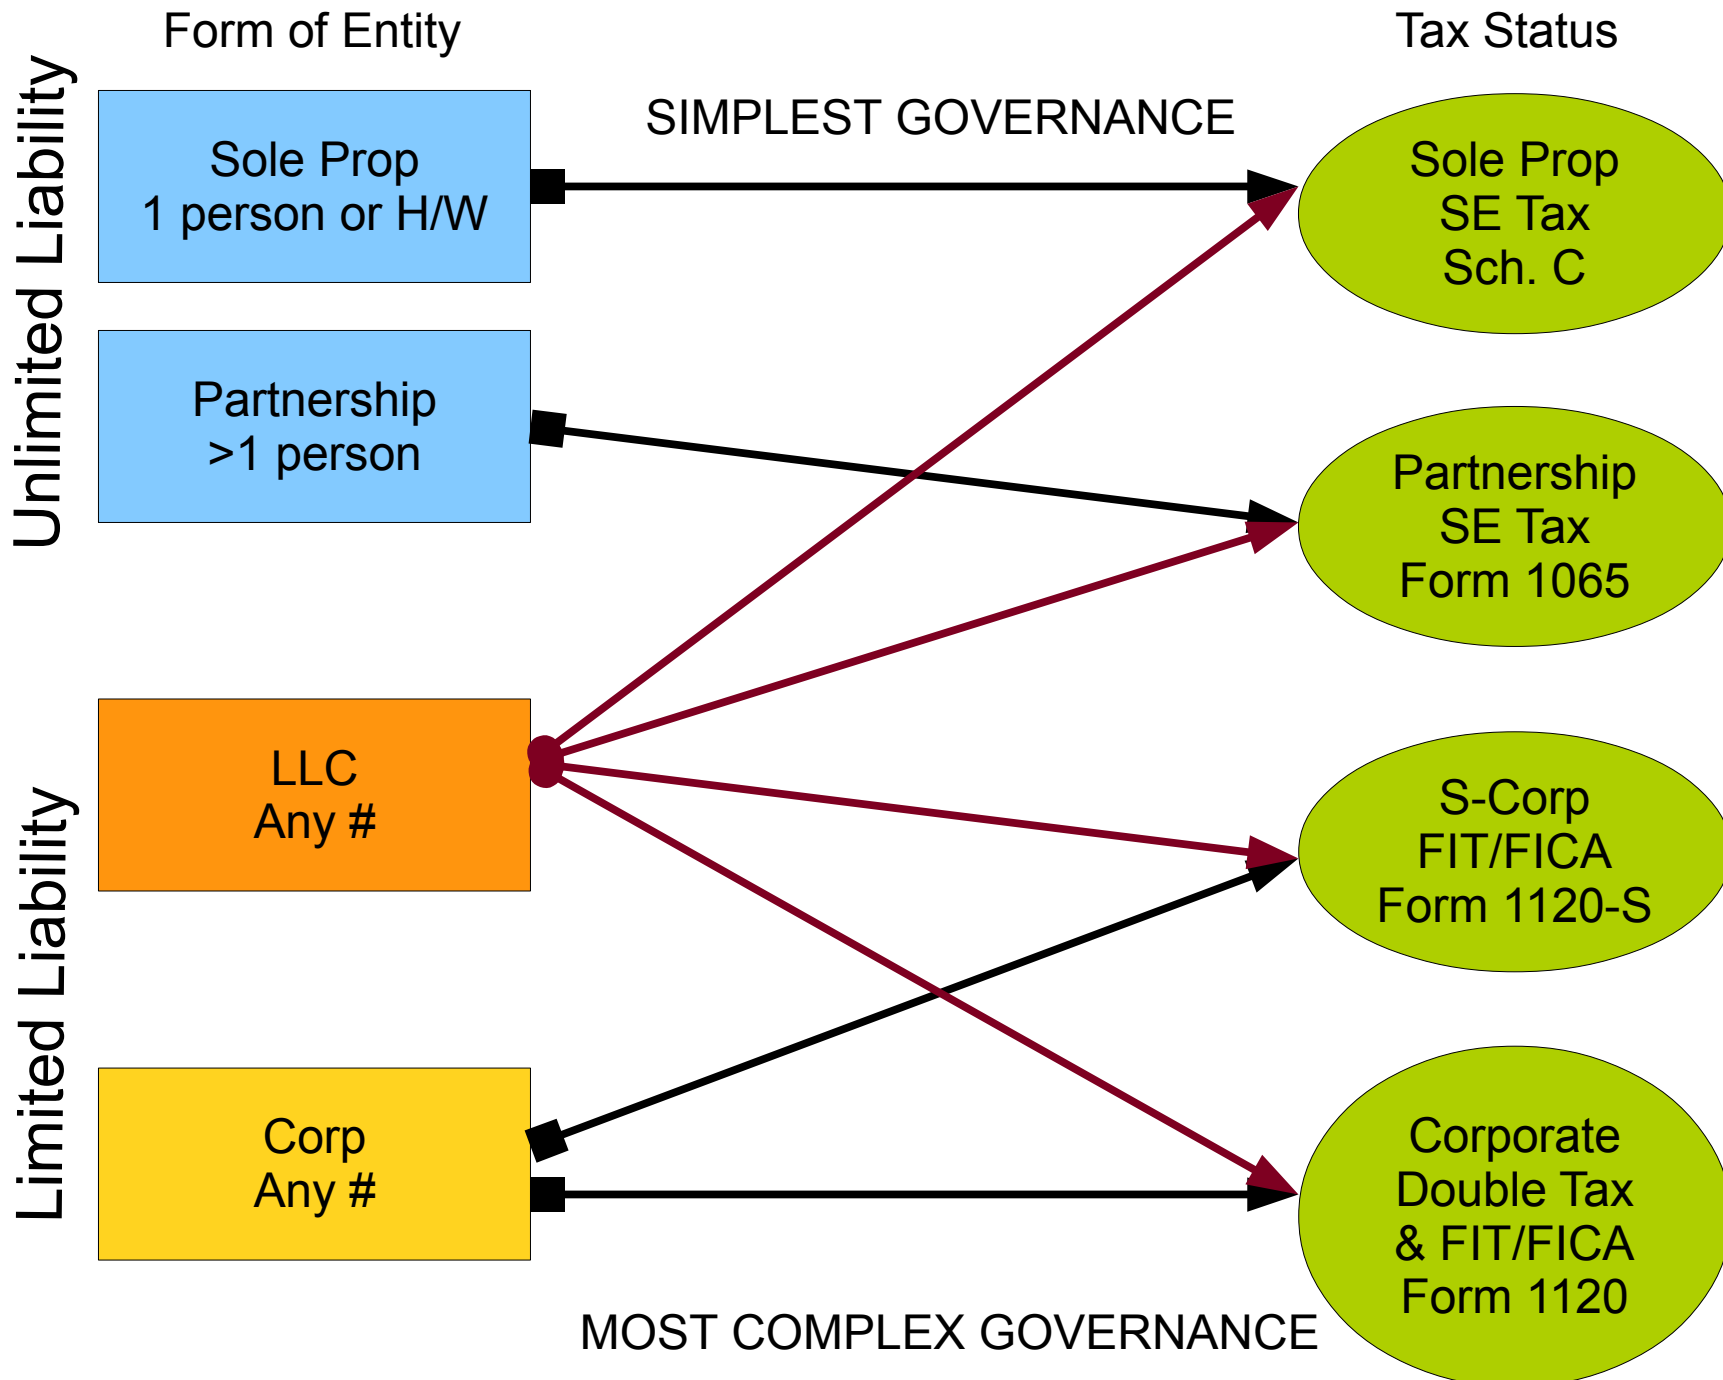 Form of Entity
Tax Status
Unlimited Liability
SIMPLEST GOVERNANCE
Sole Prop
1 person or H/W
Sole Prop
SE Tax
Sch. C
Partnership
>1 person
Partnership
SE Tax
Form 1065
Limited Liability
LLC
Any #
S-Corp
FIT/FICA
Form 1120-S
Corp
Any #
Corporate
Double Tax
& FIT/FICA
Form 1120
MOST COMPLEX GOVERNANCE